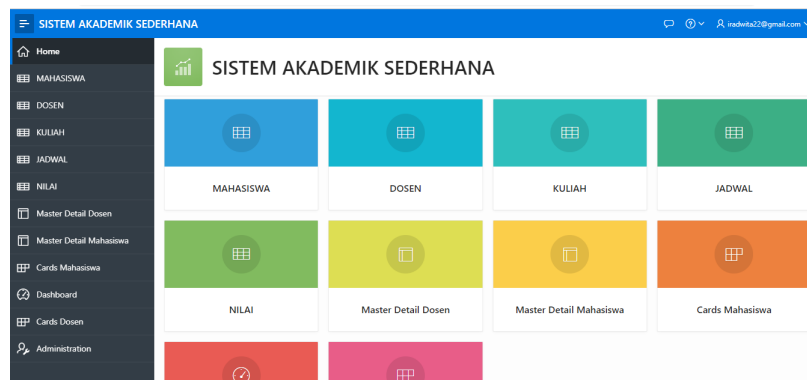 SISTEM AKADEMIK SEDERHANA
iradwita22@gmail.com
Home
MAHASISWA
DOSEN
KULIAH
JADWAL
NILAI
Master Detail Dosen
Master Detail Mahasiswa
Cards Mahasiswa
Dashboard
Cards Dosen
Administration
SISTEM AKADEMIK SEDERHANA
MAHASISWA
DOSEN
KULIAH
JADWAL
NILAI
Master Detail Dosen
Master Detail Mahasiswa
Cards Mahasiswa